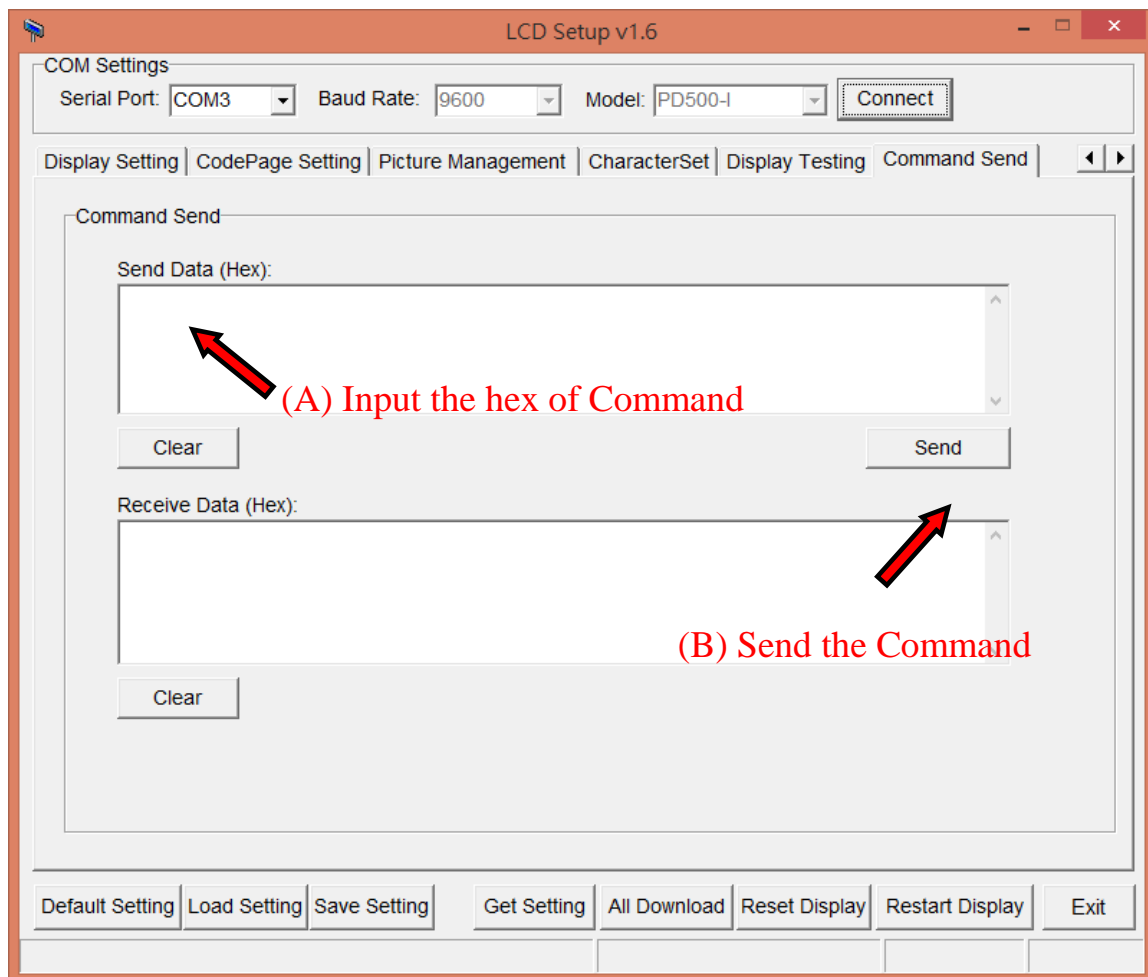 LCD Setup v1.6
COM Settings
Serial Port: COM3 Baud Rate: 9600 Model: PD500-I Connect
Display Setting CodePage Setting Picture Management CharacterSet Display Testing Command Send
Command Send
Send Data (Hex):
(A) Input the hex of Command
Clear Send
Receive Data (Hex):
(B) Send the Command
Clear
Default Setting Load Setting Save Setting Get Setting All Download Reset Display Restart Display Exit